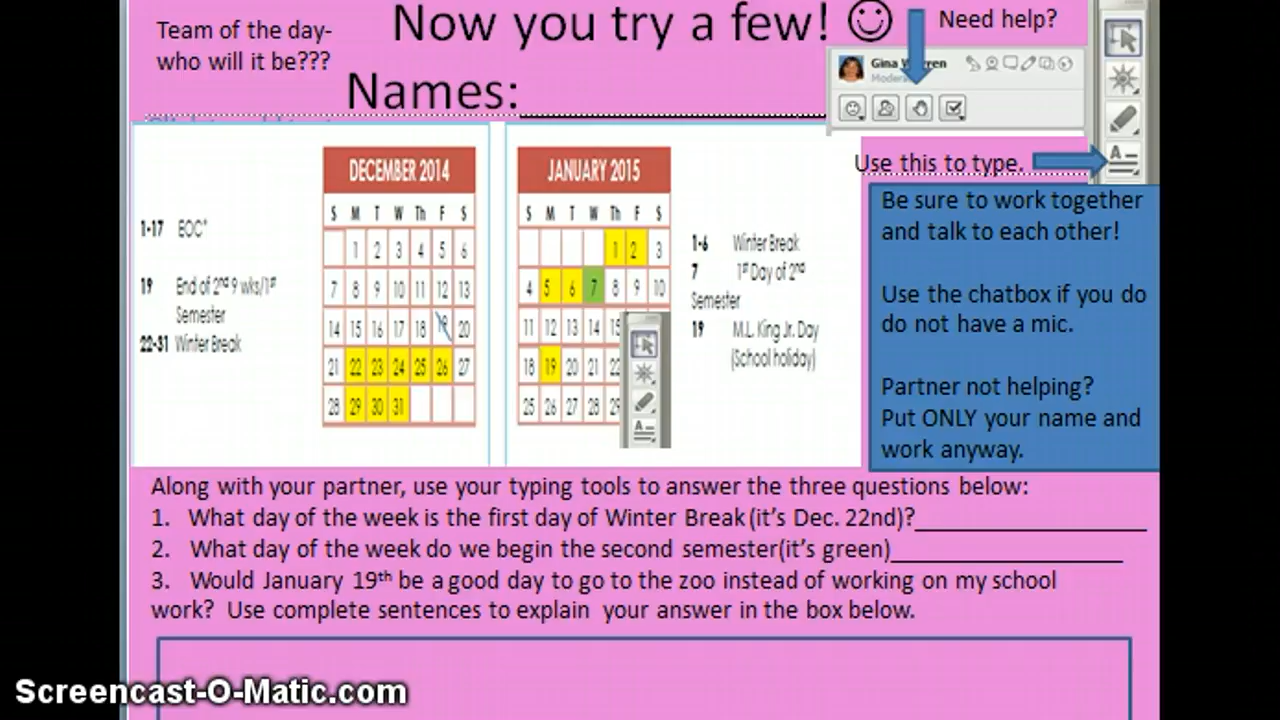 Team of the day-
who will it be???
Now you try a few!
Need help?
Names:
Gina
Use this to type.
1-17 EOC*
19 End of 2nd 9 wks/1st
Semester
22-31 Winter Break
DECEMBER 2014
S M T W Th F S
1 2 3 4 5 6
7 8 9 10 11 12 13
14 15 16 17 18 19 20
21 22 23 24 25 26 27
28 29 30 31
JANUARY 2015
S M T W Th F S
1 2 3
4 5 6 7 8 9 10
11 12 13 14 15
18 19 20 21 22
25 26 27 28 29
1-6 Winter Break
7 1st Day of 2nd
Semester
19 M.L. King Jr. Day
(School holiday)
Be sure to work together
and talk to each other!
Use the chatbox if you do
do not have a mic.
Partner not helping?
Put ONLY your name and
work anyway.
Along with your partner, use your typing tools to answer the three questions below:
1. What day of the week is the first day of Winter Break(it's Dec. 22nd)?
2. What day of the week do we begin the second semester(it's green)
3. Would January 19th be a good day to go to the zoo instead of working on my school
work? Use complete sentences to explain your answer in the box below.
Screencast-O-Matic.com